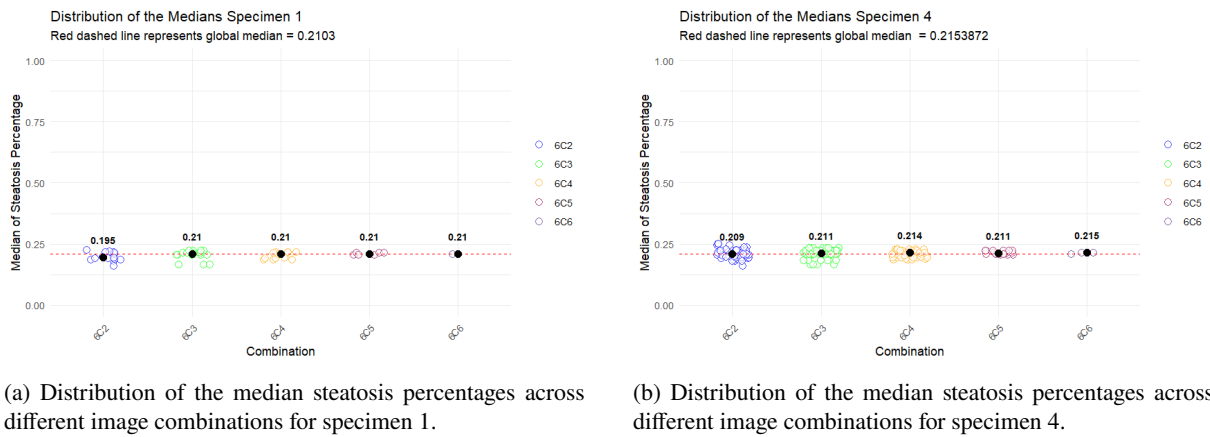 Distribution of the Medians Specimen 1
Red dashed line represents global median = 0.2103
1.00
0.75
0.50
0.25
0.00
Median of Steatosis Percentage
0.195
0.21
0.21
0.21
0.21
6C2
6C3
6C4
6C5
6C6
Combination
6C2
6C3
6C4
6C5
6C6
(a) Distribution of the median steatosis percentages across
different image combinations for specimen 1.
Distribution of the Medians Specimen 4
Red dashed line represents global median = 0.2153872
1.00
0.75
0.50
0.25
0.00
Median of Steatosis Percentage
0.209
0.211
0.214
0.211
0.215
6C2
6C3
6C4
6C5
6C6
Combination
6C2
6C3
6C4
6C5
6C6
(b) Distribution of the median steatosis percentages across
different image combinations for specimen 4.